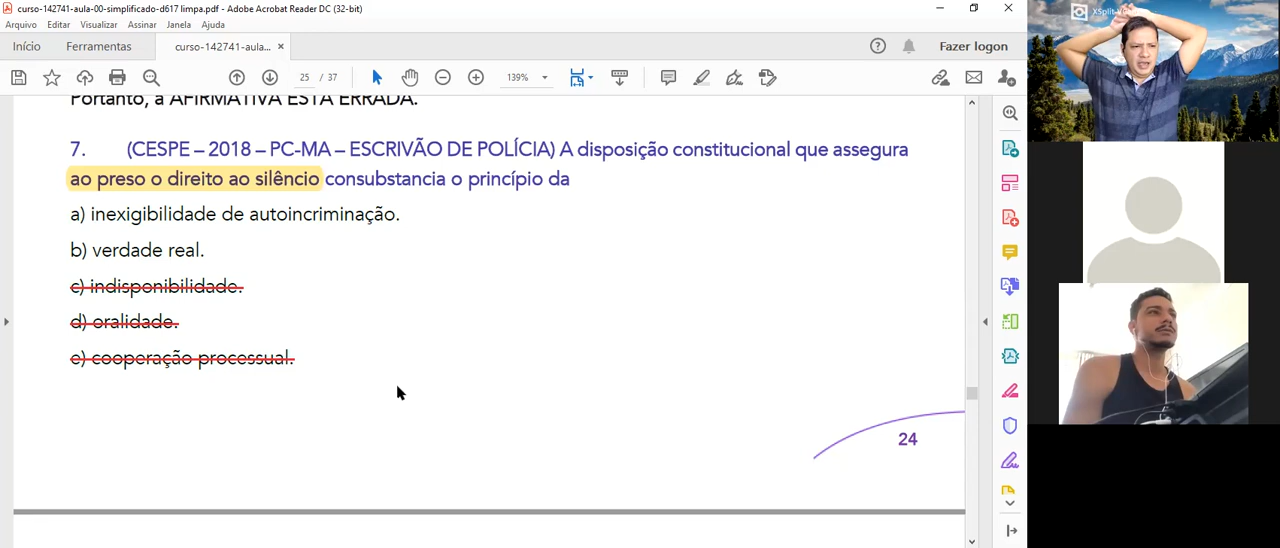 curso-142741-aula-00-simplificado-d617 limpa.pdf - Adobe Acrobat Reader DC (32-bit)
Arquivo Editar Visualizar Assinar Janela Ajuda
Início Ferramentas curso-142741-aula... × Fazer logon
25 / 37 139%
Portanto, a AFIRMATIVA ESTÁ ERRADA.
7. (CESPE – 2018 – PC-MA – ESCRIVÃO DE POLÍCIA) A disposição constitucional que assegura
ao preso o direito ao silêncio consubstancia o princípio da
a) inexigibilidade de autoincriminação.
b) verdade real.
c) indisponibilidade.
d) oralidade.
e) cooperação processual.
24
XSplit